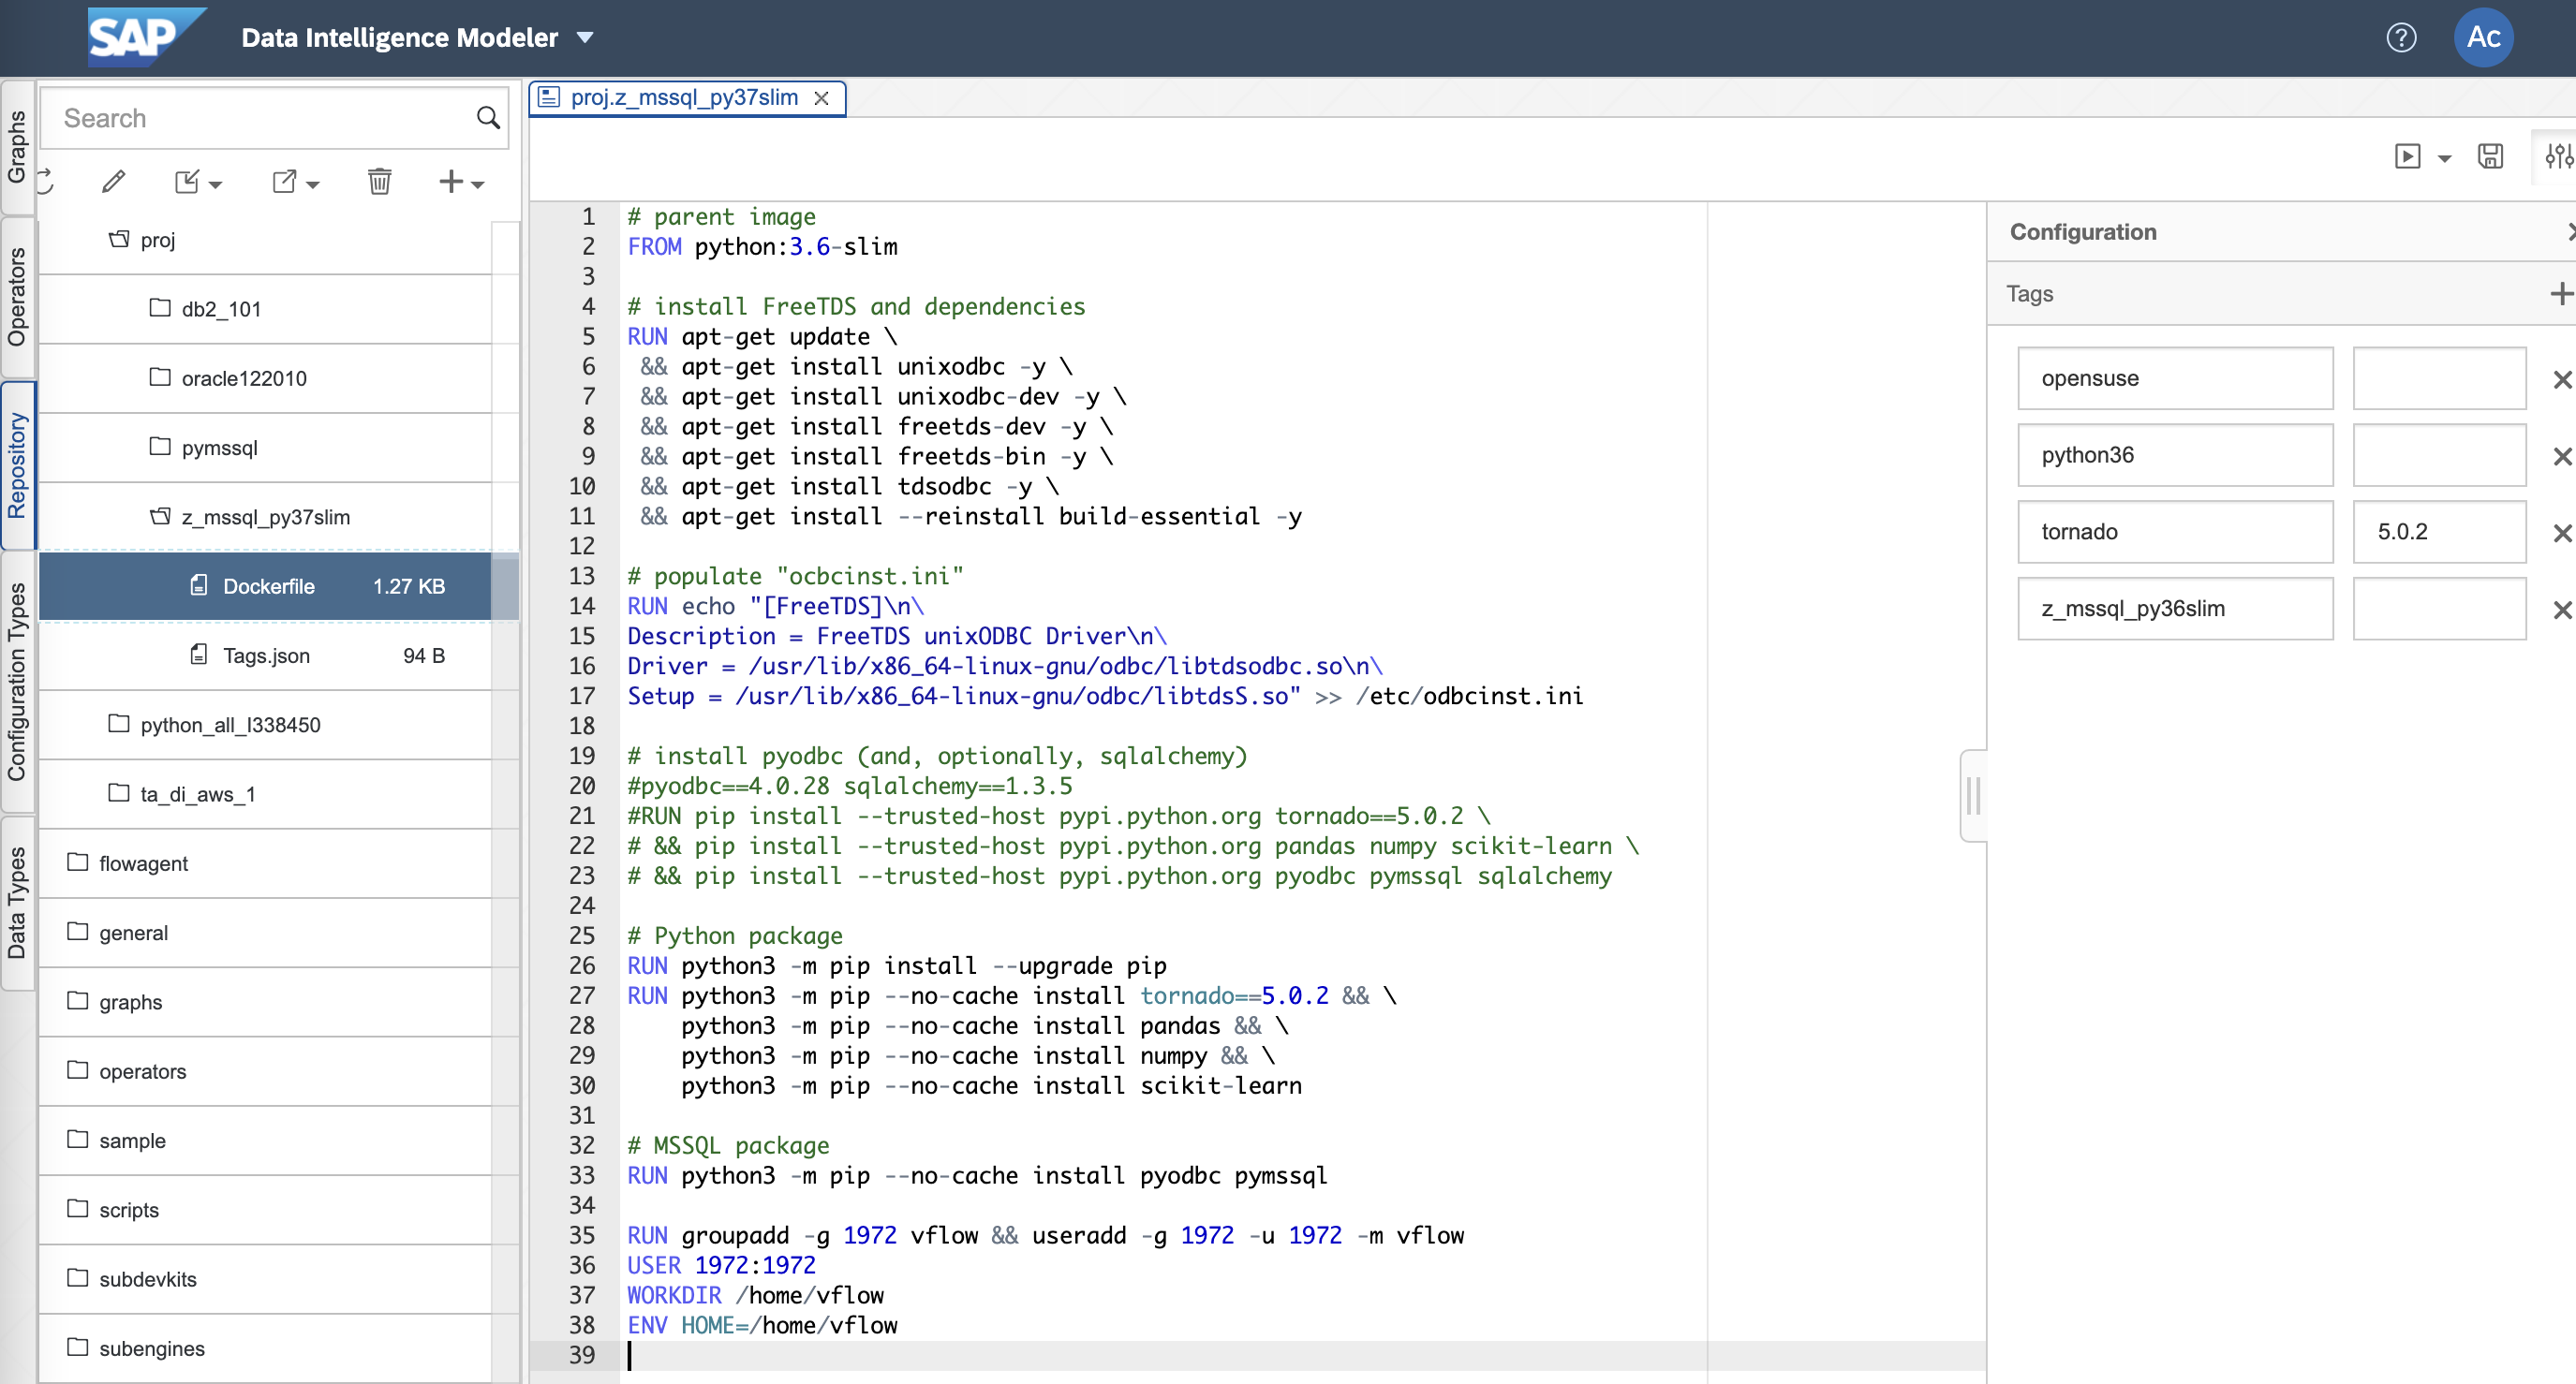 SAP Data Intelligence Modeler
Ac
Graphs
Operators
Repository
Configuration Types
Data Types
Search
proj
db2_101
oracle122010
pymssql
z_mssql_py37slim
Dockerfile 1.27 KB
Tags.json 94 B
python_all_I338450
ta_di_aws_1
flowagent
general
graphs
operators
sample
scripts
subdevkits
subengines
proj.z_mssql_py37slim
1 # parent image
2 FROM python:3.6-slim
3
4 # install FreeTDS and dependencies
5 RUN apt-get update \
6 && apt-get install unixodbc -y \
7 && apt-get install unixodbc-dev -y \
8 && apt-get install freetds-dev -y \
9 && apt-get install freetds-bin -y \
10 && apt-get install tdsodbc -y \
11 && apt-get install --reinstall build-essential -y
12
13 # populate "ocbcinst.ini"
14 RUN echo "[FreeTDS]\n\
15 Description = FreeTDS unixODBC Driver\n\
16 Driver = /usr/lib/x86_64-linux-gnu/odbc/libtdsodbc.so\n\
17 Setup = /usr/lib/x86_64-linux-gnu/odbc/libtdsS.so" >> /etc/odbcinst.ini
18
19 # install pyodbc (and, optionally, sqlalchemy)
20 #pyodbc==4.0.28 sqlalchemy==1.3.5
21 #RUN pip install --trusted-host pypi.python.org tornado==5.0.2 \
22 # && pip install --trusted-host pypi.python.org pandas numpy scikit-learn \
23 # && pip install --trusted-host pypi.python.org pyodbc pymssql sqlalchemy
24
25 # Python package
26 RUN python3 -m pip install --upgrade pip
27 RUN python3 -m pip --no-cache install tornado==5.0.2 && \
28 python3 -m pip --no-cache install pandas && \
29 python3 -m pip --no-cache install numpy && \
30 python3 -m pip --no-cache install scikit-learn
31
32 # MSSQL package
33 RUN python3 -m pip --no-cache install pyodbc pymssql
34
35 RUN groupadd -g 1972 vflow && useradd -g 1972 -u 1972 -m vflow
36 USER 1972:1972
37 WORKDIR /home/vflow
38 ENV HOME=/home/vflow
39
Configuration
Tags
opensuse
python36
tornado 5.0.2
z_mssql_py36slim